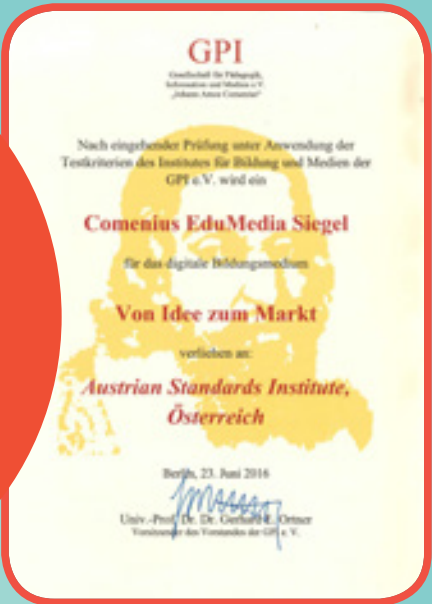 GPI
Gesellschaft für Pädagogik,
Information und Medien e.V.
„Johann Amos Comenius“
Nach eingehender Prüfung unter Anwendung der
Testkriterien des Institutes für Bildung und Medien der
GPI e.V. wird ein
Comenius EduMedia Siegel
für das digitale Bildungsmedium
Von Idee zum Markt
verliehen an:
Austrian Standards Institute,
Österreich
Berlin, 23. Juni 2016
Univ.-Prof. Dr. Dr. Gerhard E. Ortner
Vorsitzender des Vorstandes der GPI e. V.